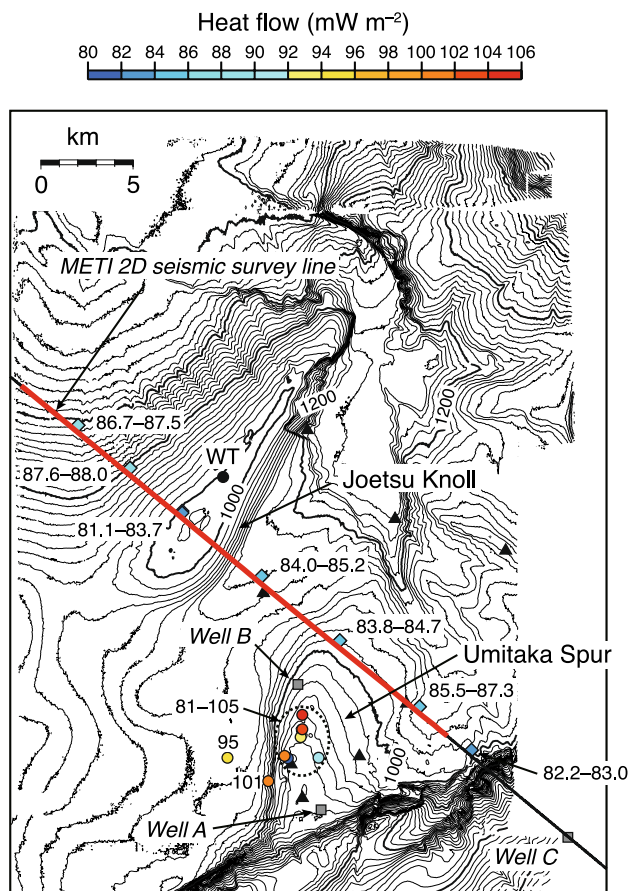 Heat flow (mW m⁻²)
80 82 84 86 88 90 92 94 96 98 100 102 104 106
km
0 5
METI 2D seismic survey line
1200
1200
86.7–87.5
WT
87.6–88.0
1000
Joetsu Knoll
81.1–83.7
84.0–85.2
83.8–84.7
Well B
Umitaka Spur
85.5–87.3
81–105
95
1000
101
82.2–83.0
Well A
Well C